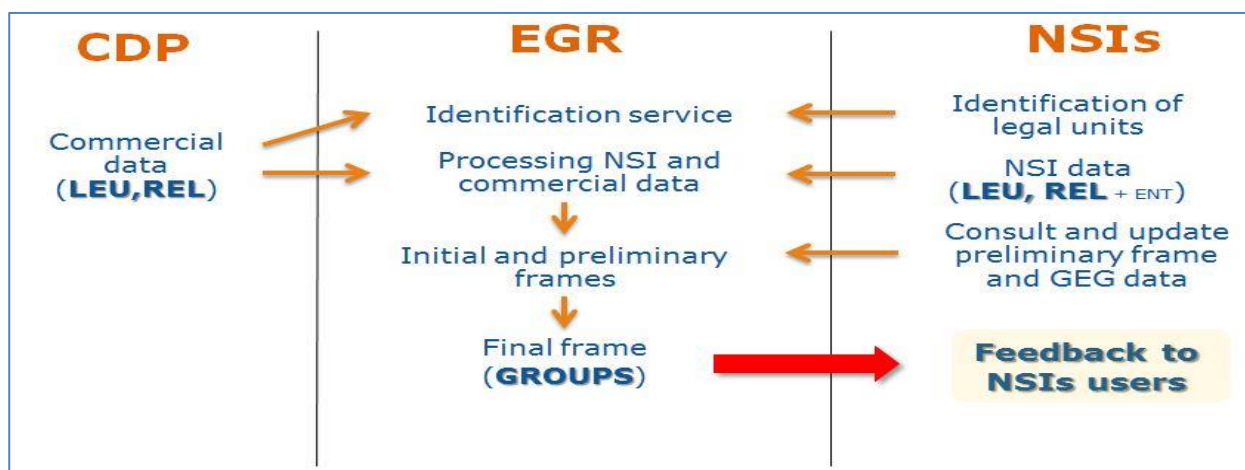 CDP
EGR
NSIs
Commercial
data
(LEU,REL)
Identification service
Processing NSI and
commercial data
Initial and preliminary
frames
Final frame
(GROUPS)
Identification of
legal units
NSI data
(LEU, REL + ENT)
Consult and update
preliminary frame
and GEG data
Feedback to
NSIs users